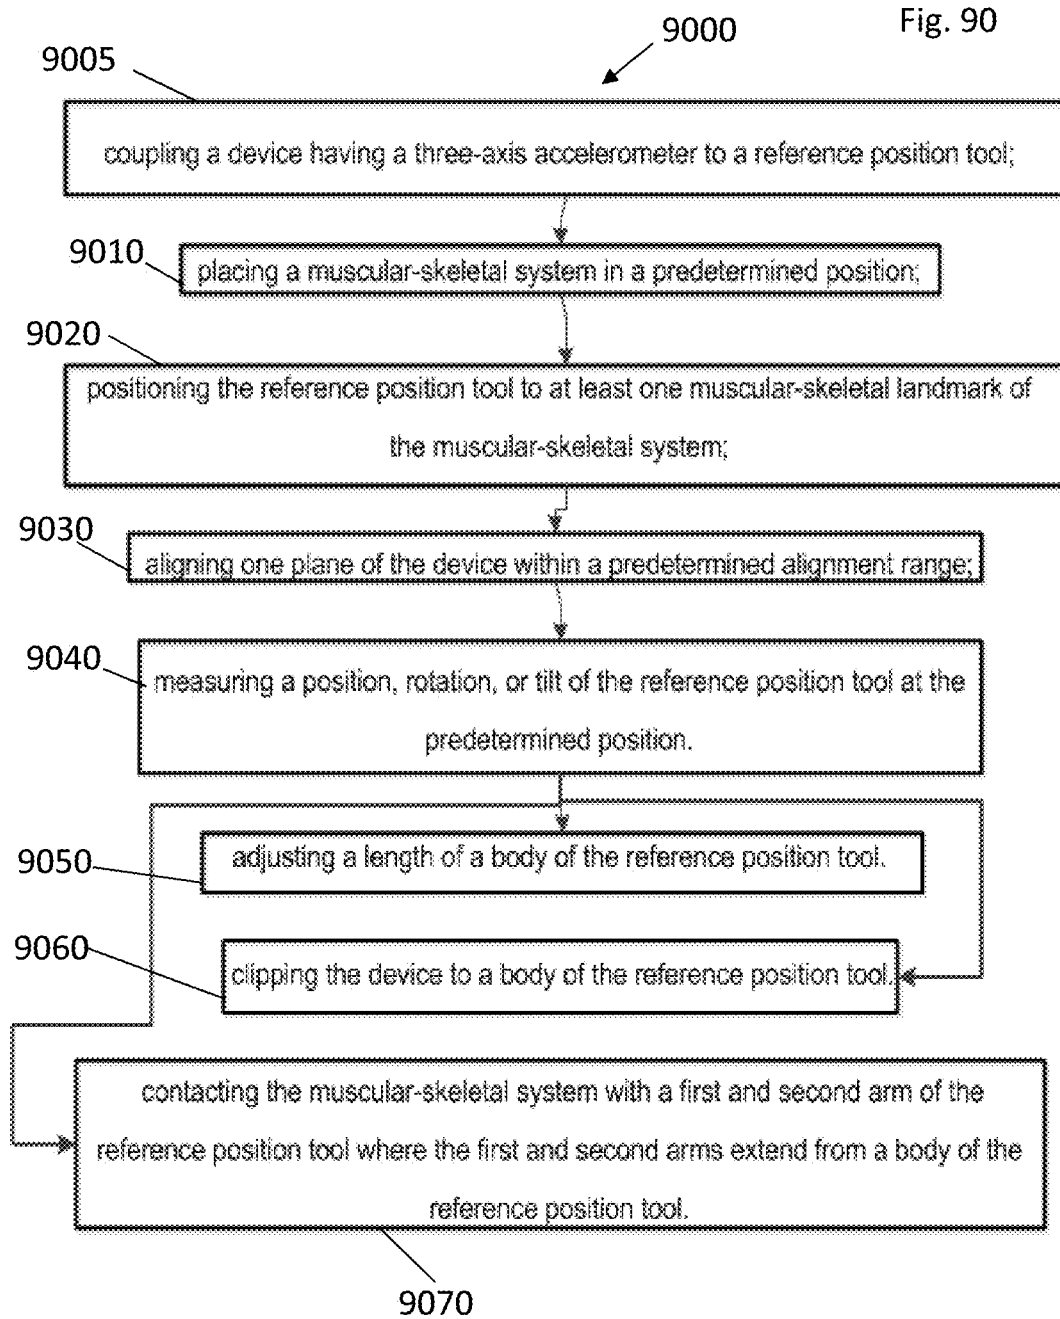 Fig. 90
9000
9005
coupling a device having a three-axis accelerometer to a reference position tool;
9010
placing a muscular-skeletal system in a predetermined position;
9020
positioning the reference position tool to at least one muscular-skeletal landmark of
the muscular-skeletal system;
9030
aligning one plane of the device within a predetermined alignment range;
9040
measuring a position, rotation, or tilt of the reference position tool at the
predetermined position.
9050
adjusting a length of a body of the reference position tool.
9060
clipping the device to a body of the reference position tool.
contacting the muscular-skeletal system with a first and second arm of the
reference position tool where the first and second arms extend from a body of the
reference position tool.
9070